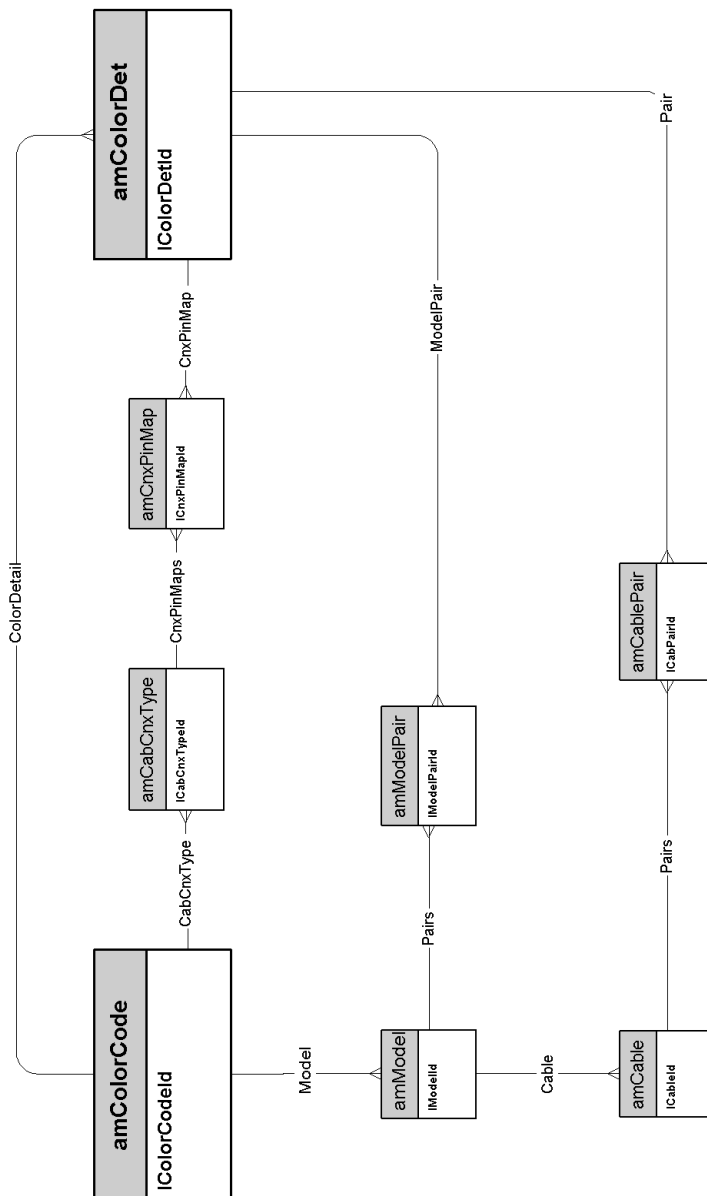 ColorDetail
amColorCode
lColorCodeId
CabCnxType
amCabCnxType
lCabCnxTypeId
CnxPinMaps
amCnxPinMap
lCnxPinMapId
CnxPinMap
amColorDet
lColorDetId
Model
amModel
lModelId
Pairs
amModelPair
lModelPairId
ModelPair
Cable
amCable
lCableId
Pairs
amCablePair
lCabPairId
Pair